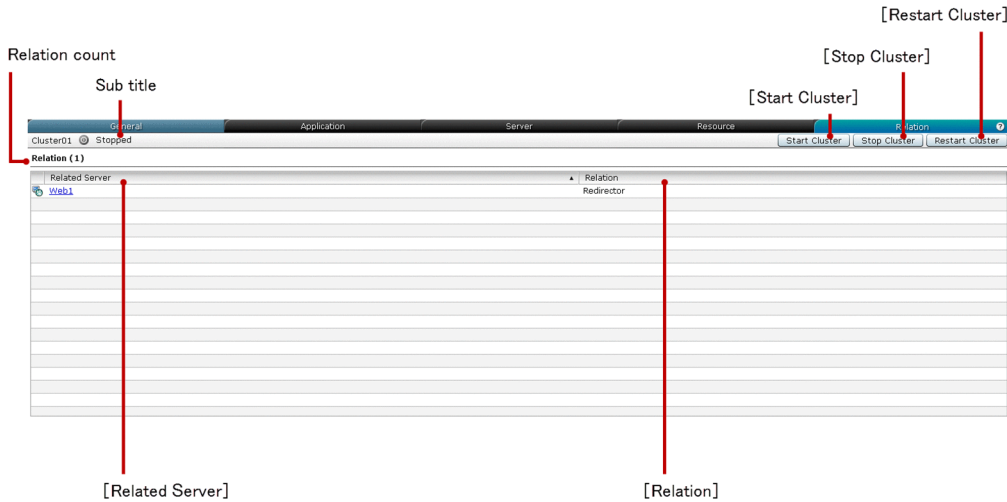 [Restart Cluster]
Relation count
[Stop Cluster]
Sub title
[Start Cluster]
General Application Server Resource Relation ?
Cluster01 Stopped Start Cluster Stop Cluster Restart Cluster
Relation (1)
Related Server Relation
Web1 Redirector
[Related Server] [Relation]